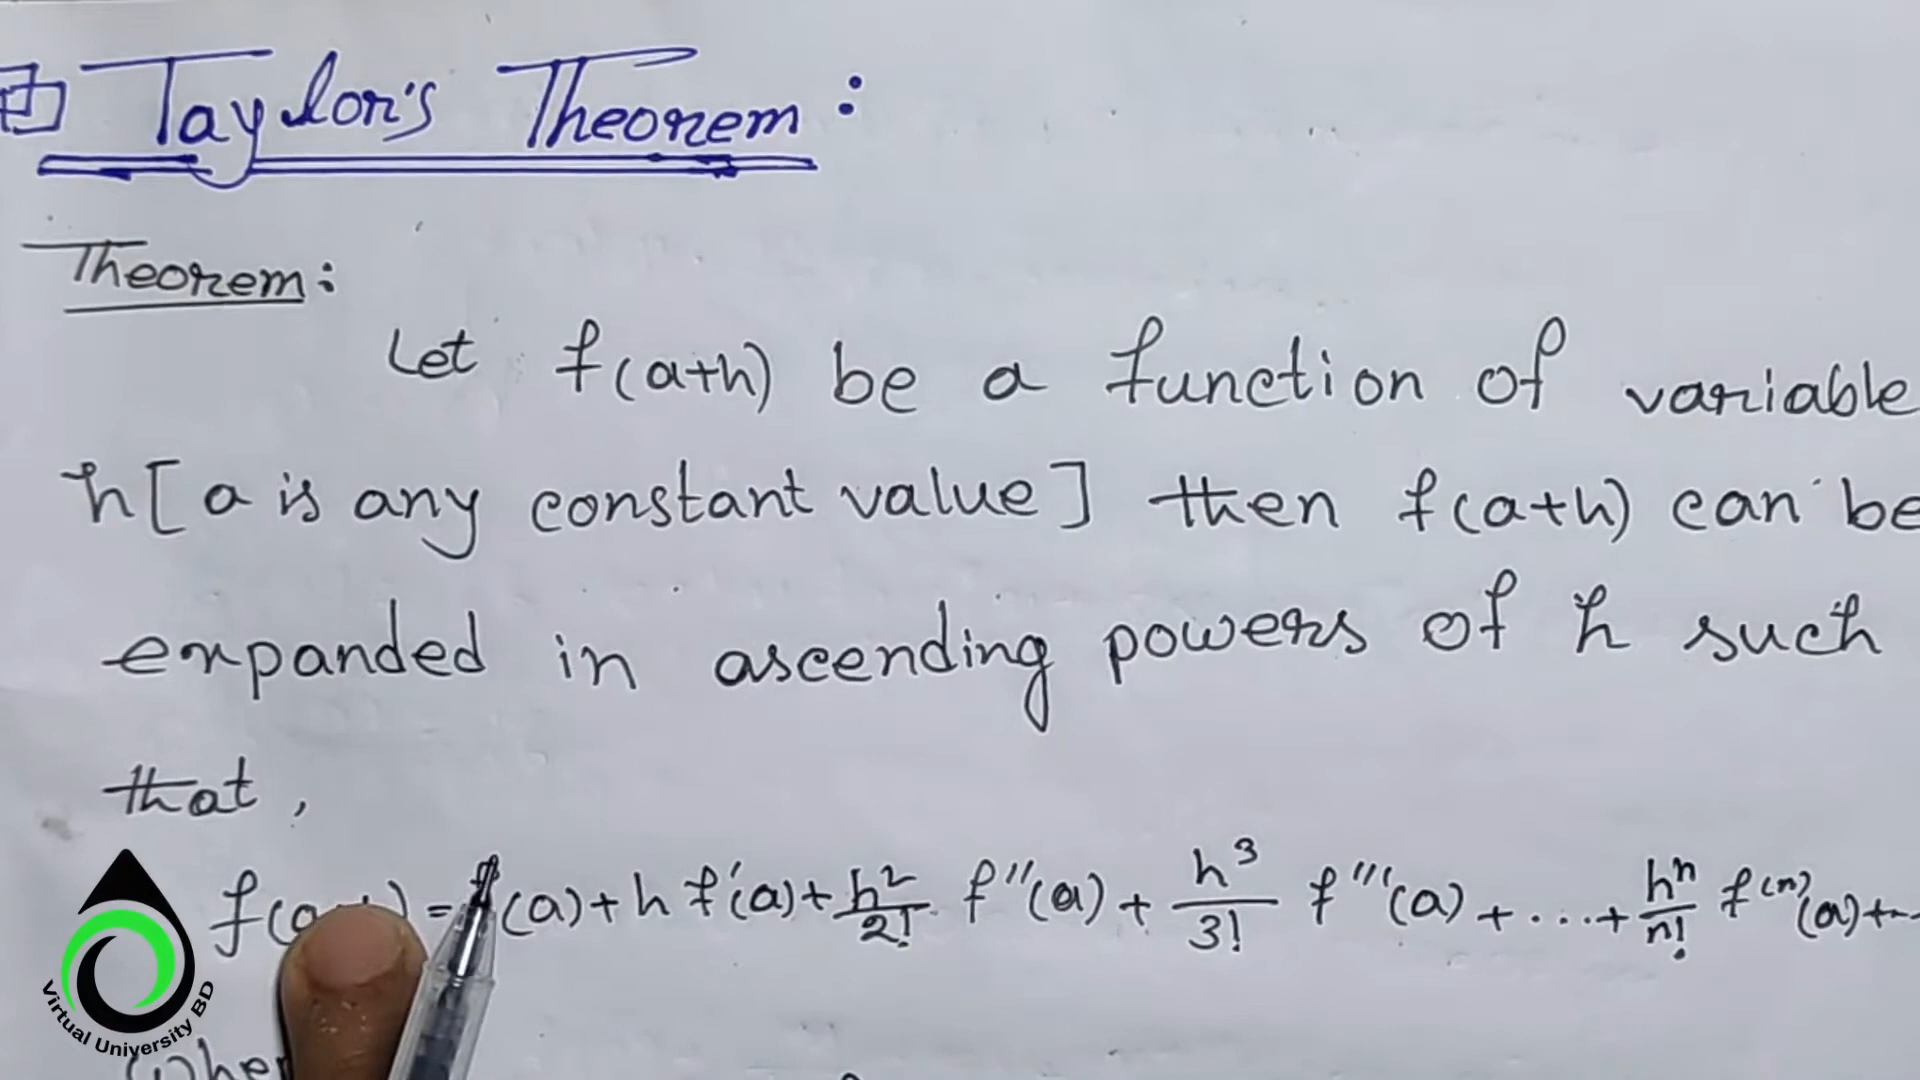 Taylor's Theorem:
Theorem:
Let f(a+h) be a function of variable
h [a is any constant value] then f(a+h) can be
expanded in ascending powers of h such
that,
= f(a) + h f'(a) + h²/2! f''(a) + h³/3! f'''(a) + .... + hⁿ/n! f⁽ⁿ⁾(a) + --
Virtual University BD